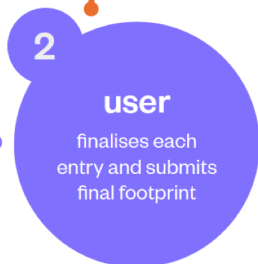 2
user
finalises each
entry and submits
final footprint